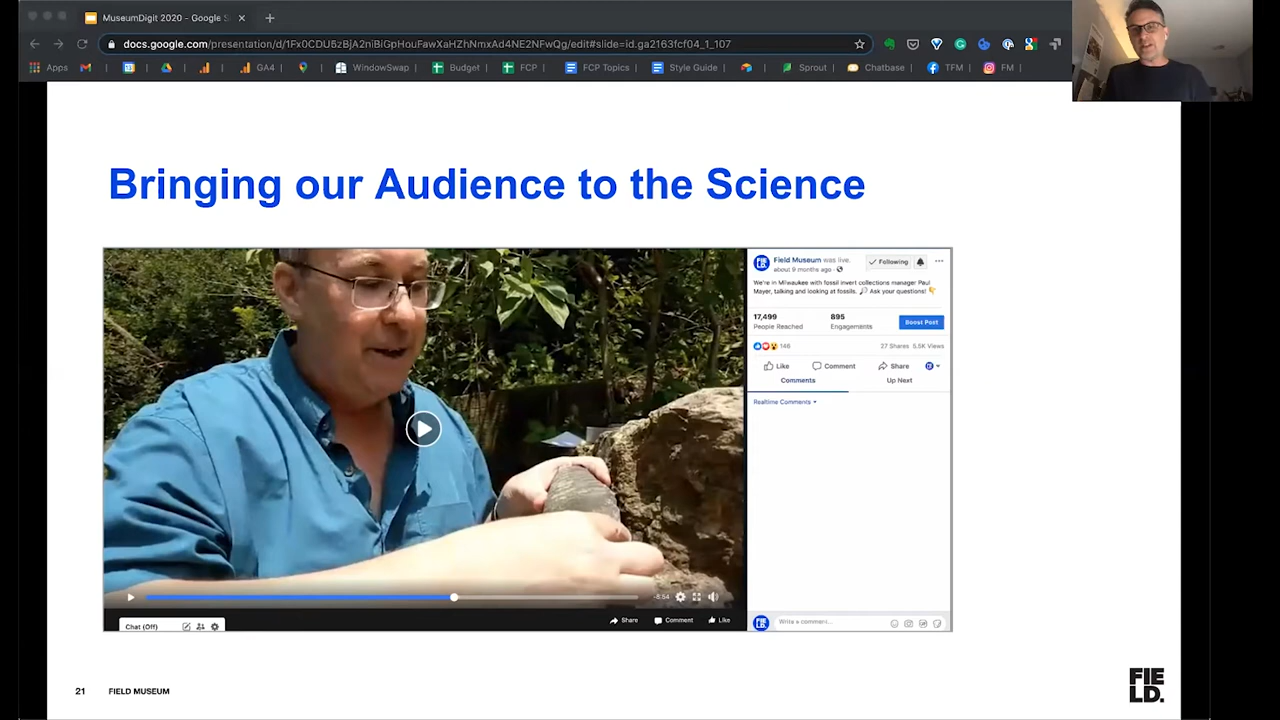 MuseumDigit 2020 - Google S
docs.google.com/presentation/d/1Fx0CDU5zBjA2niBiGpHouFawXaHZhNmxAd4NE2NFwQg/edit#slide=id.ga2163fcf04_1_107
Apps
GA4
WindowSwap
Budget
FCP
FCP Topics
Style Guide
Sprout
Chatbase
TFM
FM
Bringing our Audience to the Science
Field Museum was live.
about 9 months ago
Following
We're in Milwaukee with fossil invert collections manager Paul
Mayer, talking and looking at fossils. Ask your questions!
17,499
People Reached
895
Engagements
Boost Post
146
27 Shares 5.5K Views
Like
Comment
Share
Comments
Up Next
Realtime Comments
-8:54
Chat (Off)
Share
Comment
Like
Write a comment...
21
FIELD MUSEUM
FIE
LD.